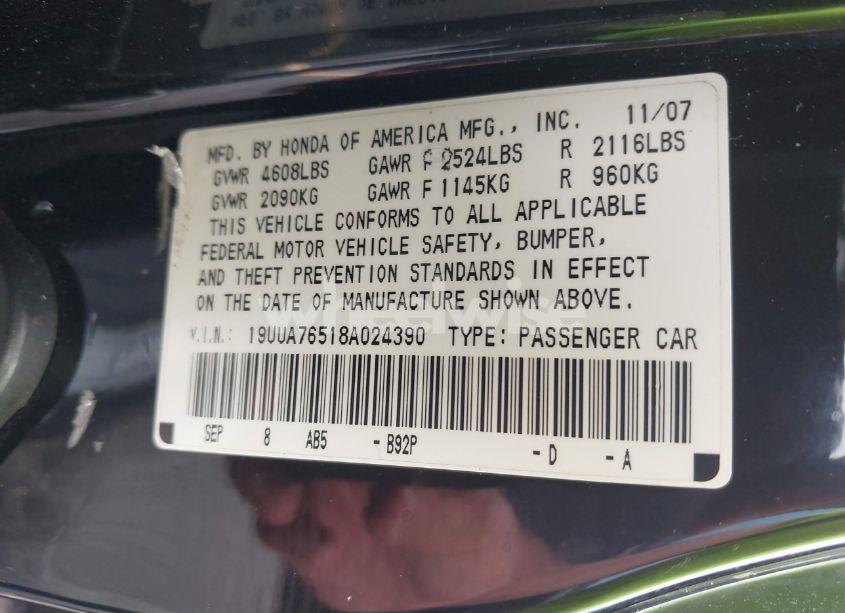 MFD. BY HONDA OF AMERICA MFG., INC. 11/07
GVWR 4608LBS GAWR F 2524LBS R 2116LBS
GVWR 2090KG GAWR F 1145KG R 960KG
THIS VEHICLE CONFORMS TO ALL APPLICABLE
FEDERAL MOTOR VEHICLE SAFETY, BUMPER,
AND THEFT PREVENTION STANDARDS IN EFFECT
ON THE DATE OF MANUFACTURE SHOWN ABOVE.
wheelwise
V.I.N.: 19UUA76518A024390 TYPE: PASSENGER CAR
SEP 8 AB5 - B92P - D - A